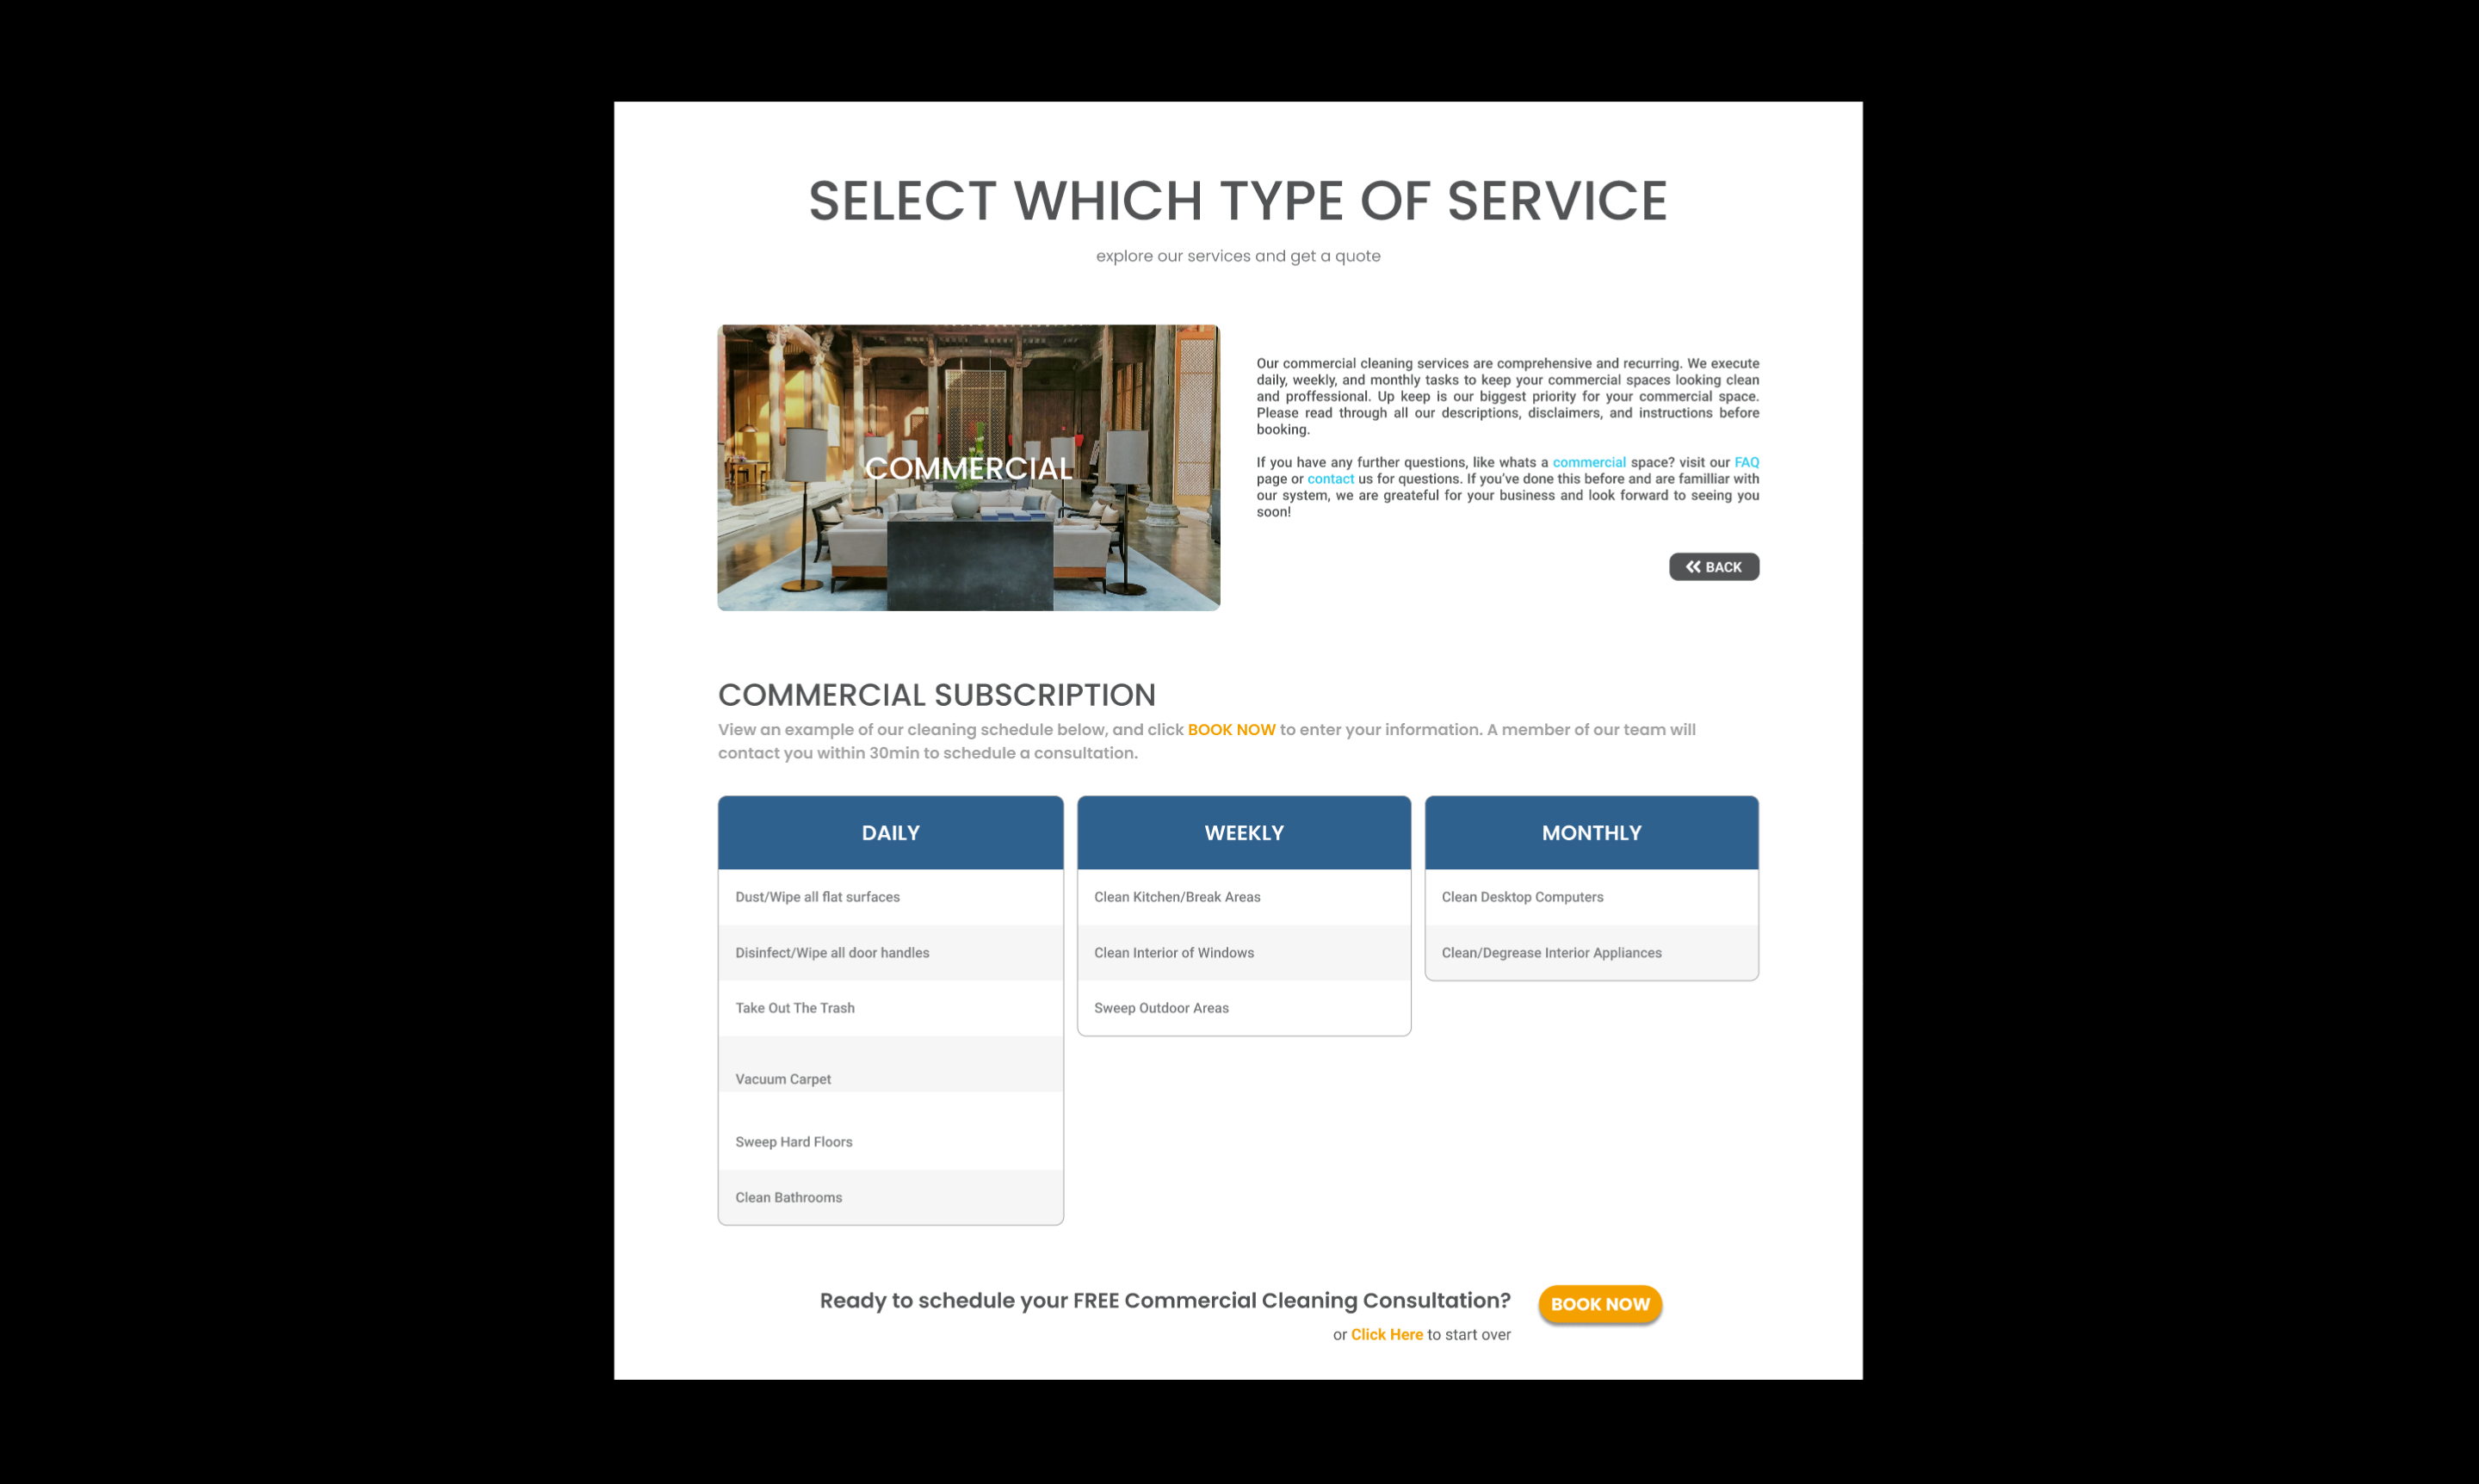 SELECT WHICH TYPE OF SERVICE
explore our services and get a quote
COMMERCIAL
Our commercial cleaning services are comprehensive and recurring. We execute
daily, weekly, and monthly tasks to keep your commercial spaces looking clean
and proffessional. Up keep is our biggest priority for your commercial space.
Please read through all our descriptions, disclaimers, and instructions before
booking.
If you have any further questions, like whats a commercial space? visit our FAQ
page or contact us for questions. If you've done this before and are familliar with
our system, we are greateful for your business and look forward to seeing you
soon!
BACK
COMMERCIAL SUBSCRIPTION
View an example of our cleaning schedule below, and click BOOK NOW to enter your information. A member of our team will
contact you within 30min to schedule a consultation.
DAILY
Dust/Wipe all flat surfaces
Disinfect/Wipe all door handles
Take Out The Trash
Vacuum Carpet
Sweep Hard Floors
Clean Bathrooms
WEEKLY
Clean Kitchen/Break Areas
Clean Interior of Windows
Sweep Outdoor Areas
MONTHLY
Clean Desktop Computers
Clean/Degrease Interior Appliances
Ready to schedule your FREE Commercial Cleaning Consultation?
BOOK NOW
or Click Here to start over